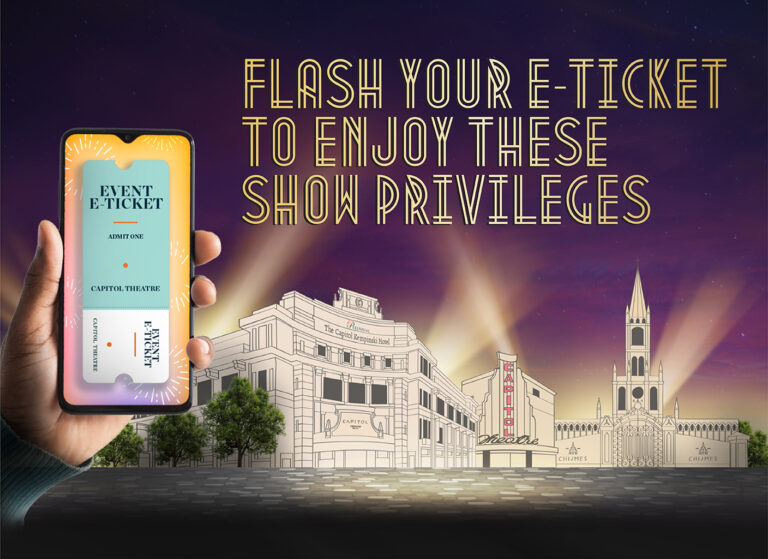 FLASH YOUR E-TICKET
TO ENJOY THESE
SHOW PRIVILEGES
EVENT
E-TICKET
ADMIT ONE
CAPITOL THEATRE
CAPITOL THEATRE
EVENT
E-TICKET
The Capitol Kempinski Hotel
CAPITOL
CAPITOL
theatre
CHIJMES
CHIJMES